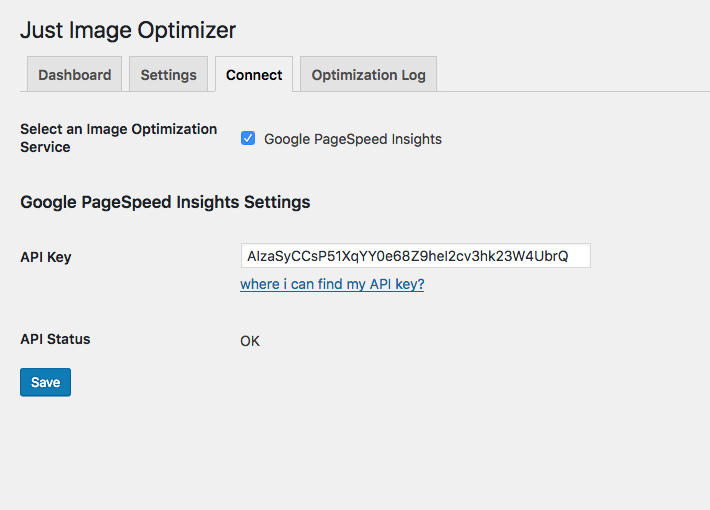 Just Image Optimizer
Dashboard Settings Connect Optimization Log
Select an Image Optimization
Service
Google PageSpeed Insights
Google PageSpeed Insights Settings
API Key
AIzaSyCCsP51XqYY0e68Z9hel2cv3hk23W4UbrQ
where i can find my API key?
API Status
OK
Save